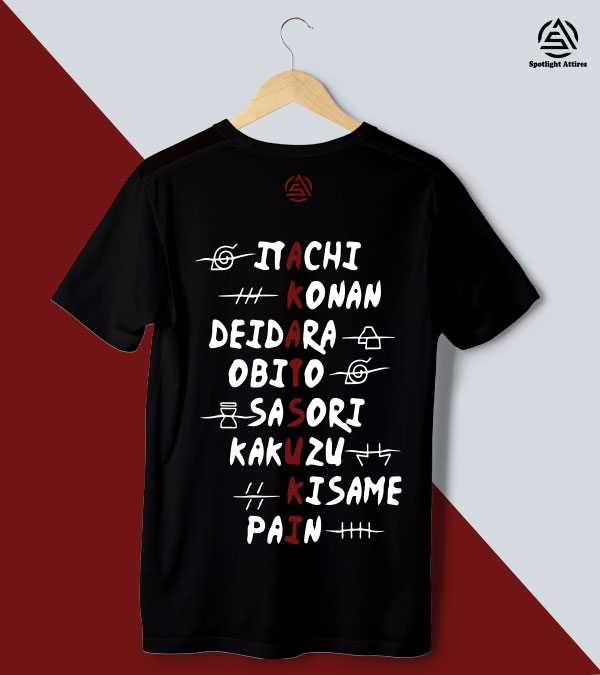 Spotlight Attires
ITACHI
KONAN
DEIDARA
OBITO
SASORI
KAKUZU
KISAME
PAIN